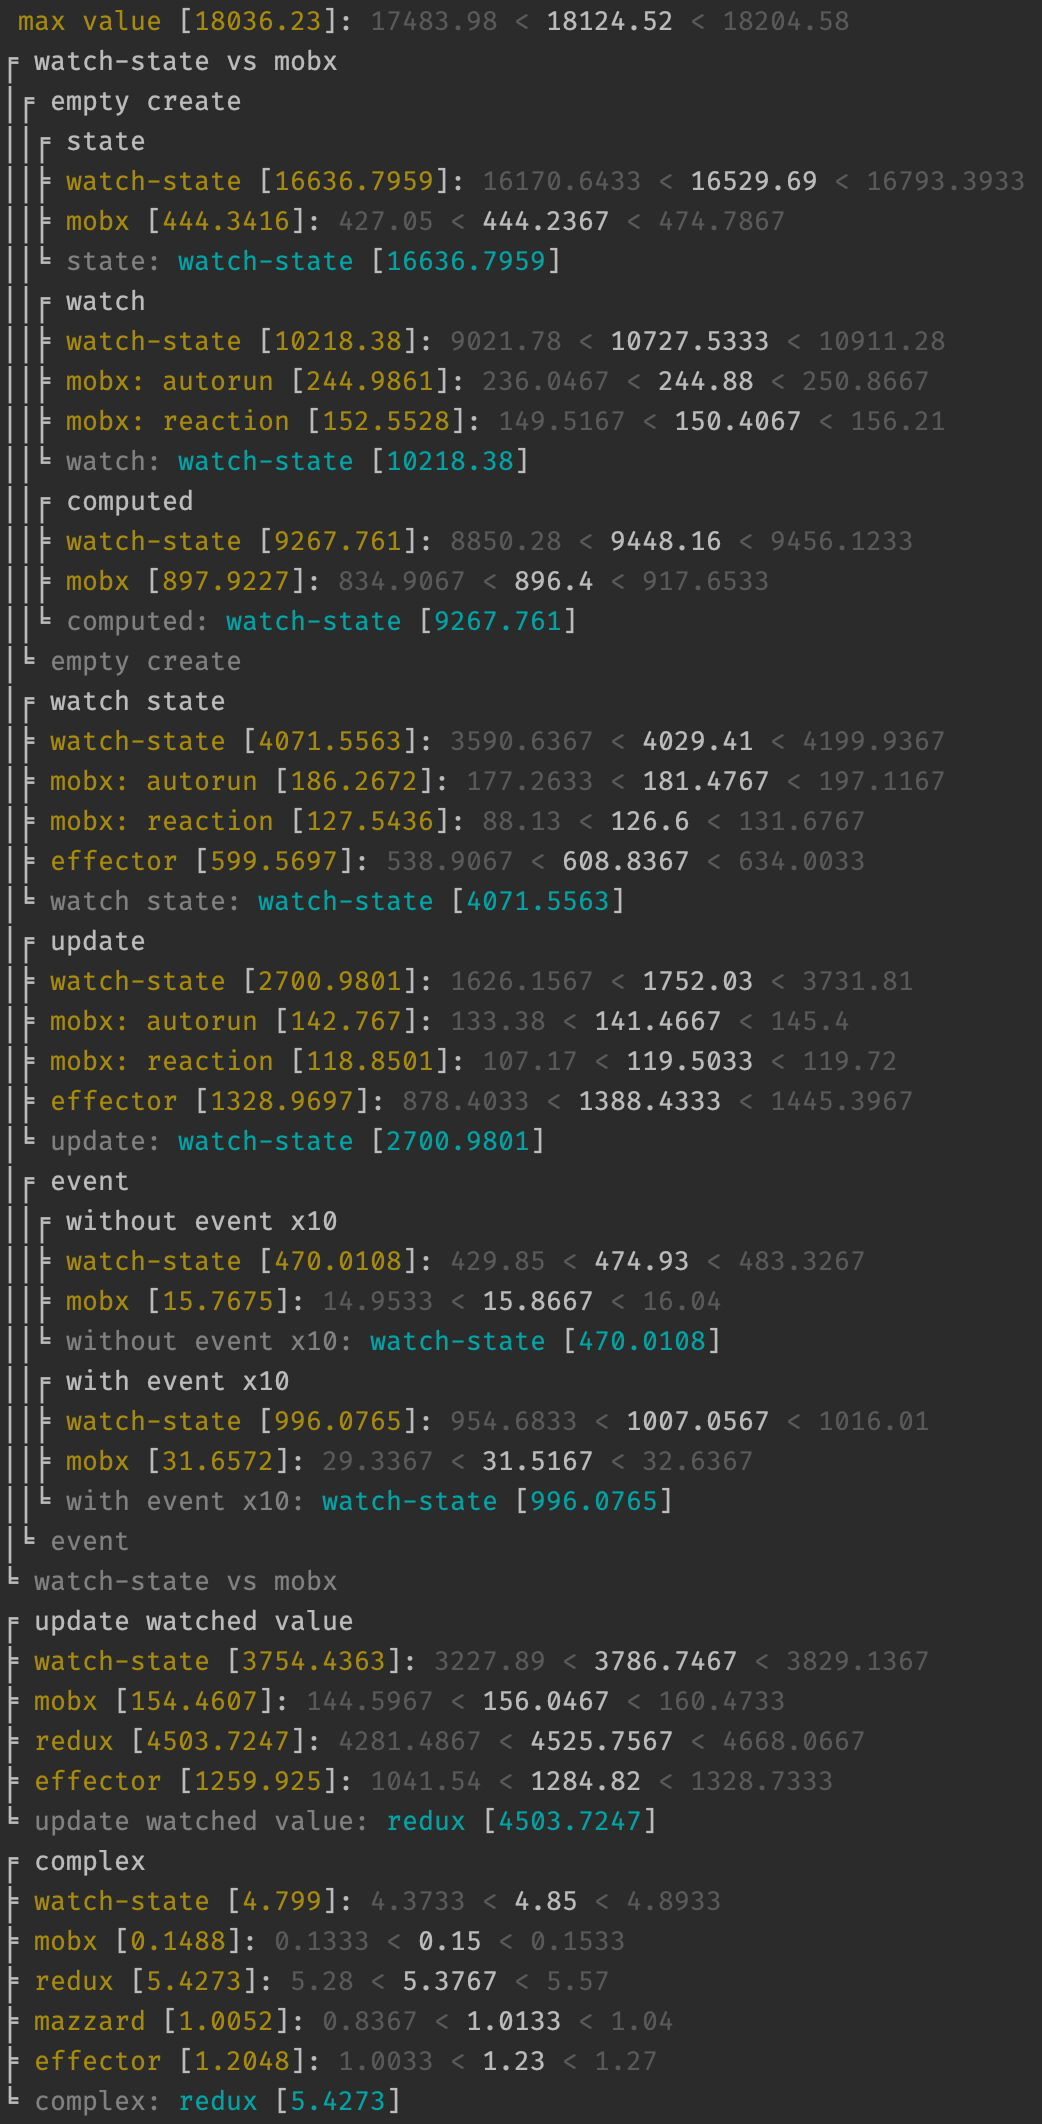 max value [18036.23]: 17483.98 < 18124.52 < 18204.58
╒ watch-state vs mobx
│╒ empty create
││╒ state
││╞ watch-state [16636.7959]: 16170.6433 < 16529.69 < 16793.3933
││╞ mobx [444.3416]: 427.05 < 444.2367 < 474.7867
││╘ state: watch-state [16636.7959]
││╒ watch
││╞ watch-state [10218.38]: 9021.78 < 10727.5333 < 10911.28
││╞ mobx: autorun [244.9861]: 236.0467 < 244.88 < 250.8667
││╞ mobx: reaction [152.5528]: 149.5167 < 150.4067 < 156.21
││╘ watch: watch-state [10218.38]
││╒ computed
││╞ watch-state [9267.761]: 8850.28 < 9448.16 < 9456.1233
││╞ mobx [897.9227]: 834.9067 < 896.4 < 917.6533
││╘ computed: watch-state [9267.761]
│╘ empty create
│╒ watch state
│╞ watch-state [4071.5563]: 3590.6367 < 4029.41 < 4199.9367
│╞ mobx: autorun [186.2672]: 177.2633 < 181.4767 < 197.1167
│╞ mobx: reaction [127.5436]: 88.13 < 126.6 < 131.6767
│╞ effector [599.5697]: 538.9067 < 608.8367 < 634.0033
│╘ watch state: watch-state [4071.5563]
│╒ update
│╞ watch-state [2700.9801]: 1626.1567 < 1752.03 < 3731.81
│╞ mobx: autorun [142.767]: 133.38 < 141.4667 < 145.4
│╞ mobx: reaction [118.8501]: 107.17 < 119.5033 < 119.72
│╞ effector [1328.9697]: 878.4033 < 1388.4333 < 1445.3967
│╘ update: watch-state [2700.9801]
│╒ event
││╒ without event x10
││╞ watch-state [470.0108]: 429.85 < 474.93 < 483.3267
││╞ mobx [15.7675]: 14.9533 < 15.8667 < 16.04
││╘ without event x10: watch-state [470.0108]
││╒ with event x10
││╞ watch-state [996.0765]: 954.6833 < 1007.0567 < 1016.01
││╞ mobx [31.6572]: 29.3367 < 31.5167 < 32.6367
││╘ with event x10: watch-state [996.0765]
│╘ event
╘ watch-state vs mobx
╒ update watched value
╞ watch-state [3754.4363]: 3227.89 < 3786.7467 < 3829.1367
╞ mobx [154.4607]: 144.5967 < 156.0467 < 160.4733
╞ redux [4503.7247]: 4281.4867 < 4525.7567 < 4668.0667
╞ effector [1259.925]: 1041.54 < 1284.82 < 1328.7333
╘ update watched value: redux [4503.7247]
╒ complex
╞ watch-state [4.799]: 4.3733 < 4.85 < 4.8933
╞ mobx [0.1488]: 0.1333 < 0.15 < 0.1533
╞ redux [5.4273]: 5.28 < 5.3767 < 5.57
╞ mazzard [1.0052]: 0.8367 < 1.0133 < 1.04
╞ effector [1.2048]: 1.0033 < 1.23 < 1.27
╘ complex: redux [5.4273]